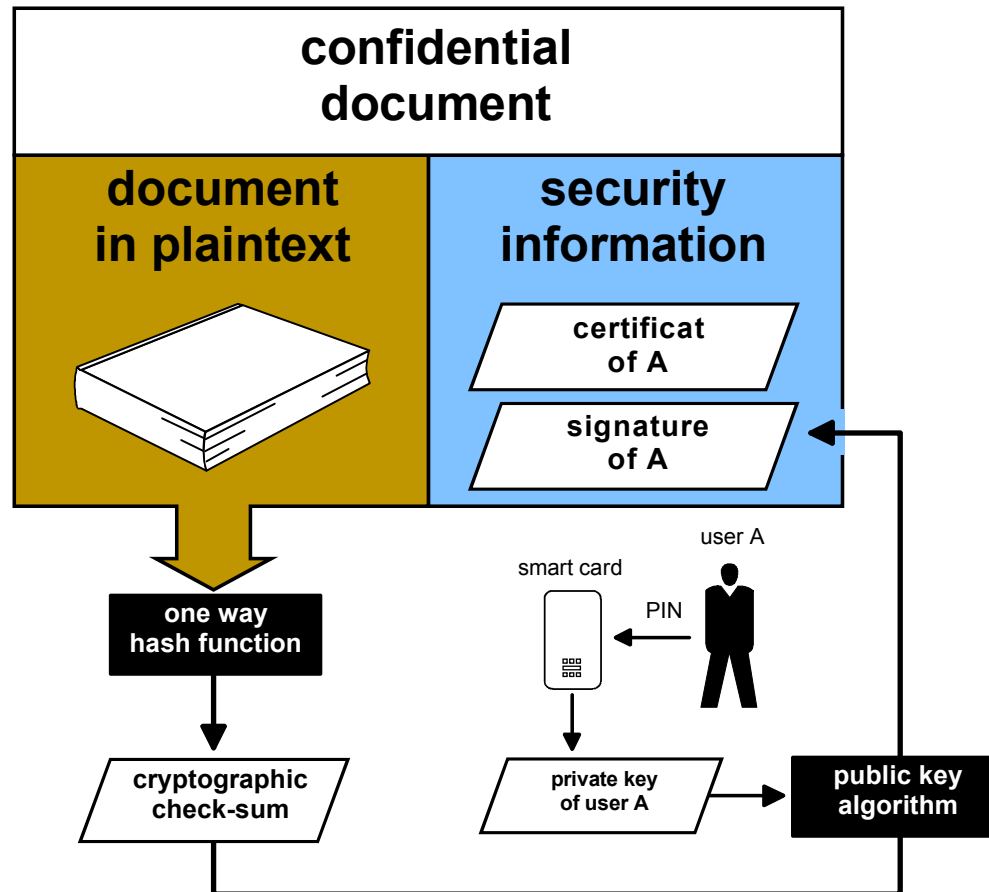 confidential
document
document
in plaintext
security
information
certificat
of A
signature
of A
user A
smart card
PIN
one way
hash function
cryptographic
check-sum
private key
of user A
public key
algorithm